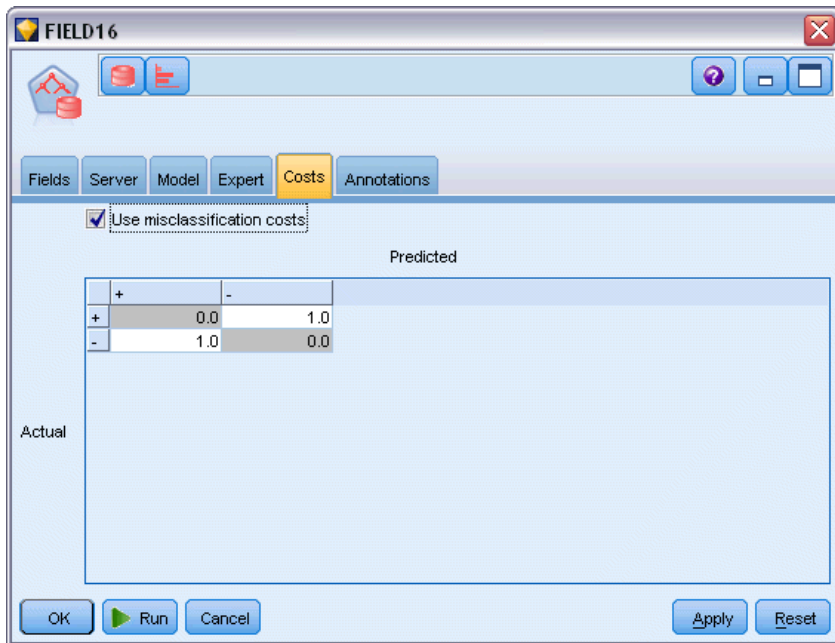 FIELD16
?
Fields Server Model Expert Costs Annotations
Use misclassification costs
Predicted
+ -
+ 0.0 1.0
- 1.0 0.0
Actual
OK Run Cancel Apply Reset